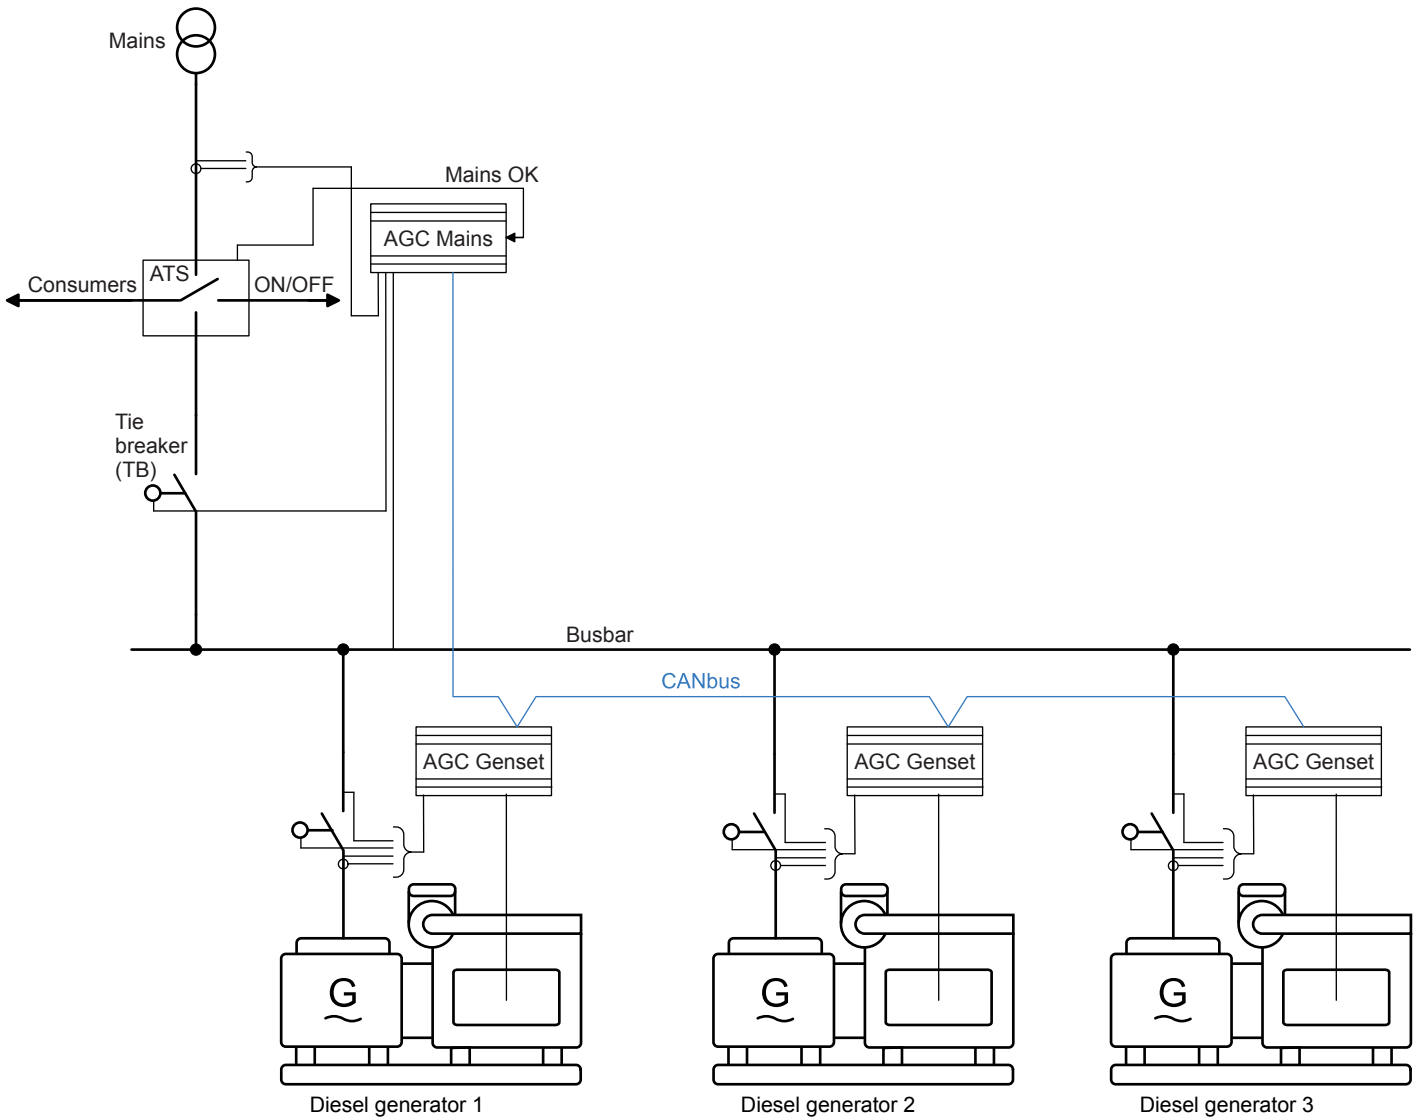 Mains
Mains OK
AGC Mains
ATS
Consumers
ON/OFF
Tie
breaker
(TB)
Busbar
CANbus
AGC Genset
AGC Genset
AGC Genset
G
G
G
Diesel generator 1
Diesel generator 2
Diesel generator 3